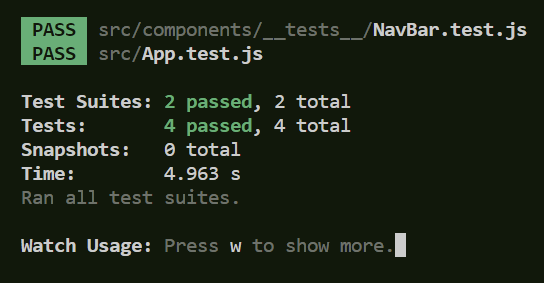 PASS src/components/__tests__/NavBar.test.js
PASS src/App.test.js
Test Suites: 2 passed, 2 total
Tests: 4 passed, 4 total
Snapshots: 0 total
Time: 4.963 s
Ran all test suites.
Watch Usage: Press w to show more.